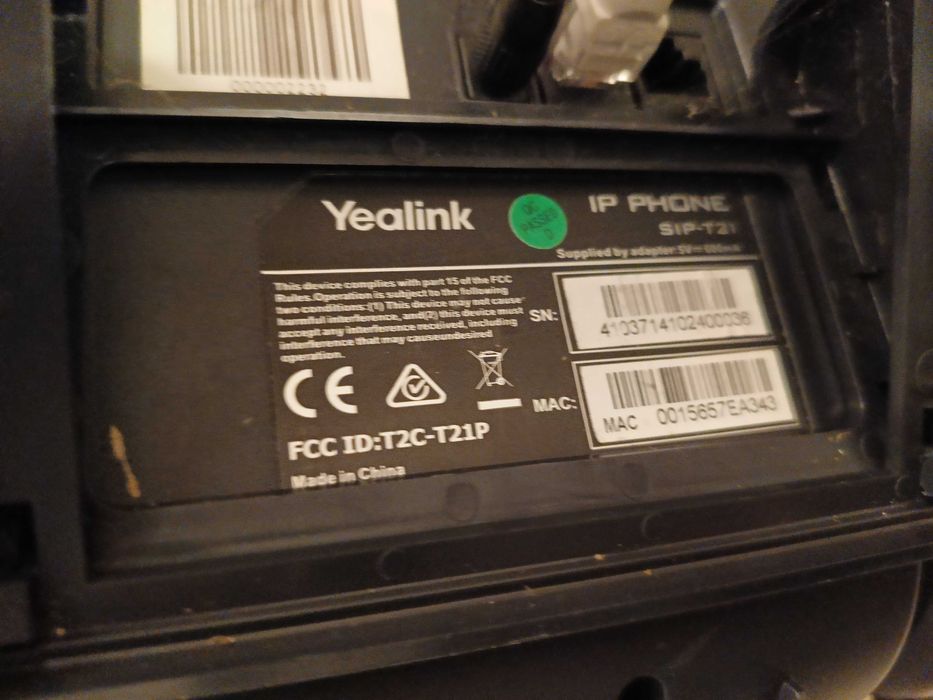 Yealink
QC
PASSED
IP PHONE
SIP-T21
Supplied by adapter 5V
This device complies with part 15 of the FCC
Rules.Operation is subject to the following
two conditions:(1) This device may not cause
harmful interference, and(2) this device must
accept any interference received, including
interference that may causeundesired
operation.
SN:
4103714102400036
CE
MAC:
MAC 0015657EA343
FCC ID:T2C-T21P
Made in China